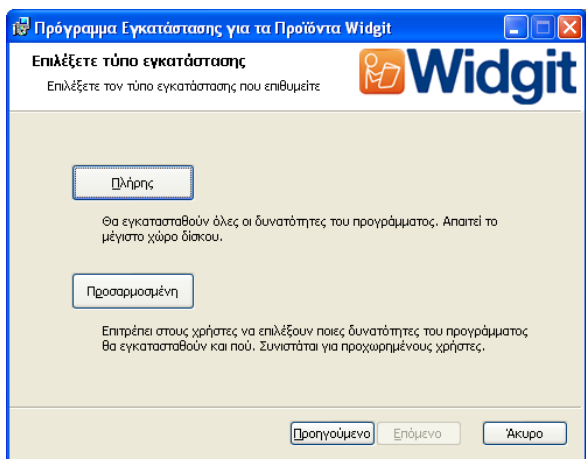 Πρόγραμμα Εγκατάστασης για τα Προϊόντα Widgit
Επιλέξετε τύπο εγκατάστασης
Επιλέξετε τον τύπο εγκατάστασης που επιθυμείτε
Widgit
Πλήρης
Θα εγκατασταθούν όλες οι δυνατότητες του προγράμματος. Απαιτεί το
μέγιστο χώρο δίσκου.
Προσαρμοσμένη
Επιτρέπει στους χρήστες να επιλέξουν ποιες δυνατότητες του προγράμματος
θα εγκατασταθούν και πού. Συνιστάται για προχωρημένους χρήστες.
Προηγούμενο Επόμενο Άκυρο